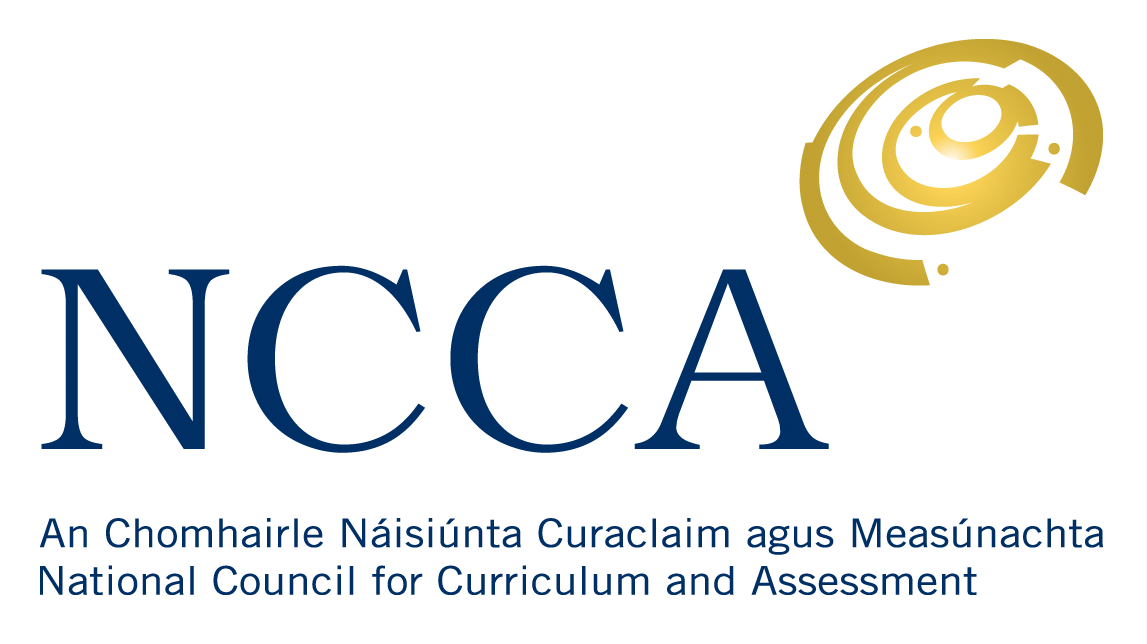 NCCA
An Chomhairle Náisiúnta Curaclaim agus Measúnachta
National Council for Curriculum and Assessment